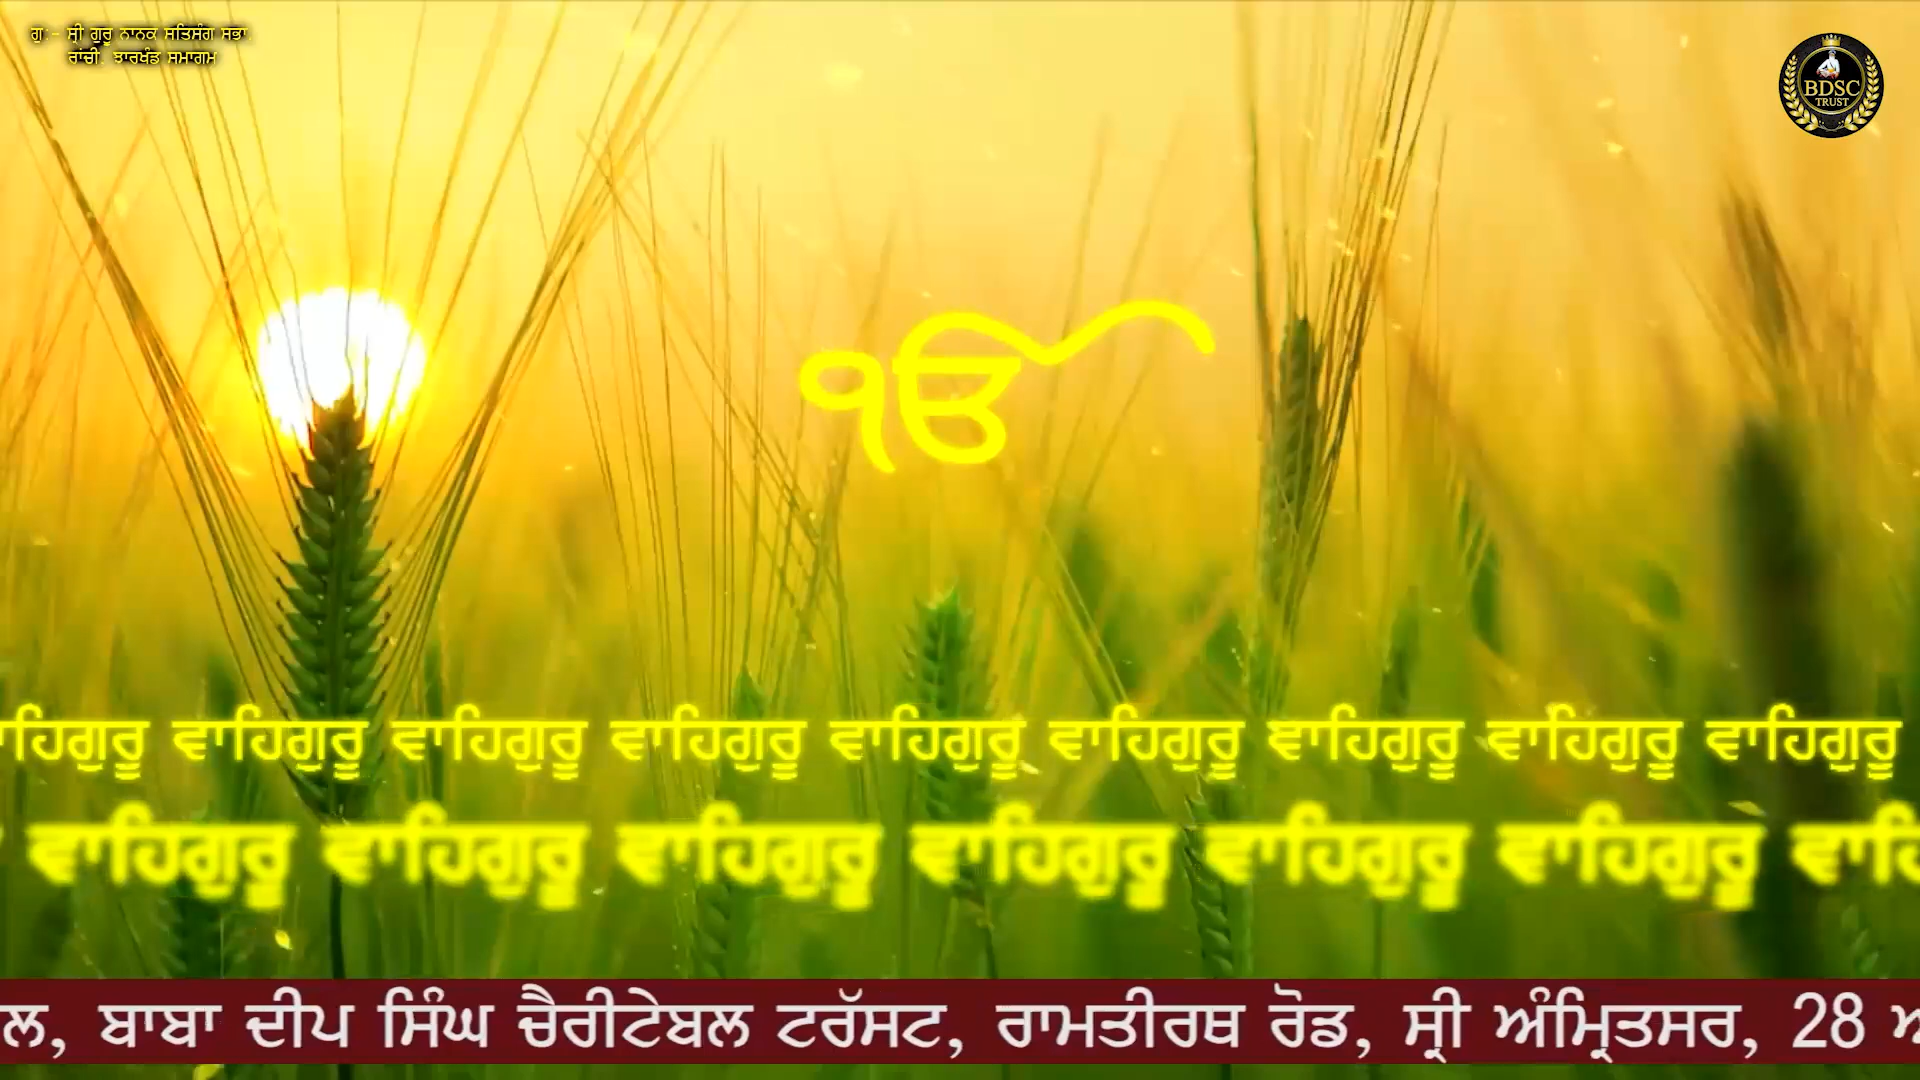 ਗੁ:- ਸ੍ਰੀ ਗੁਰੂ ਨਾਨਕ ਸਤਿਸੰਗ ਸਭਾ.
ਰਾਂਚੀ. ਝਾਰਖੰਡ ਸਮਾਗਮ
BDSC
TRUST
ੴ
ਵਾਹਿਗੁਰੂ ਵਾਹਿਗੁਰੂ ਵਾਹਿਗੁਰੂ ਵਾਹਿਗੁਰੂ ਵਾਹਿਗੁਰੂ ਵਾਹਿਗੁਰੂ ਵਾਹਿਗੁਰੂ ਵਾਹਿਗੁਰੂ
ਵਾਹਿਗੁਰੂ ਵਾਹਿਗੁਰੂ ਵਾਹਿਗੁਰੂ ਵਾਹਿਗੁਰੂ ਵਾਹਿਗੁਰੂ ਵਾਹਿਗੁਰੂ
ਬਾਬਾ ਦੀਪ ਸਿੰਘ ਚੈਰੀਟੇਬਲ ਟਰੱਸਟ, ਰਾਮਤੀਰਥ ਰੋਡ, ਸ੍ਰੀ ਅੰਮ੍ਰਿਤਸਰ, 28